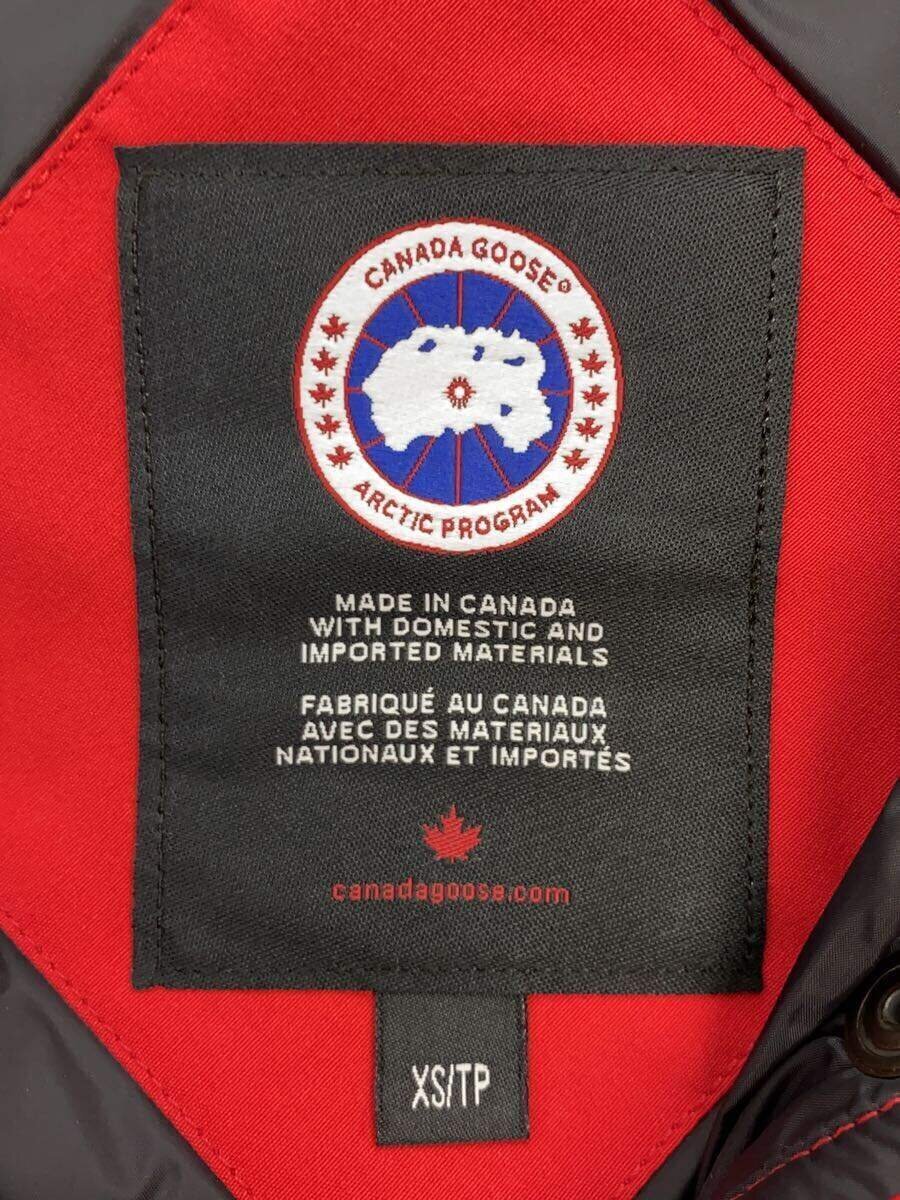 CANADA GOOSE®
ARCTIC PROGRAM
MADE IN CANADA
WITH DOMESTIC AND
IMPORTED MATERIALS
FABRIQUÉ AU CANADA
AVEC DES MATERIAUX
NATIONAUX ET IMPORTÉS
canadagoose.com
XS/TP